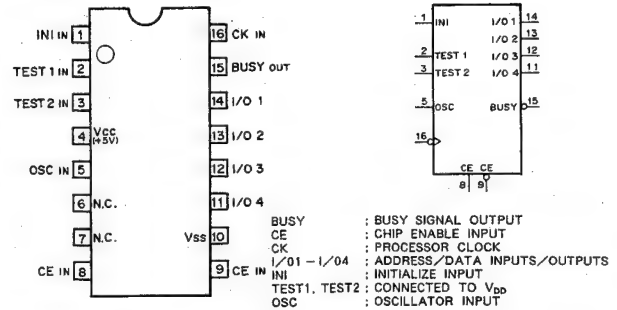 INI IN 1
16 CK IN
TEST 1 IN 2
15 BUSY OUT
TEST 2 IN 3
14 I/O 1
4 VCC (+5V)
13 I/O 2
OSC IN 5
12 I/O 3
6 N.C.
11 I/O 4
7 N.C.
Vss 10
CE IN 8
9 CE IN
1 INI
I/O 1 14
I/O 2 13
2 TEST 1
I/O 3 12
3 TEST 2
I/O 4 11
5 OSC
BUSY 15
16
CE CE
8 9
BUSY ; BUSY SIGNAL OUTPUT
CE ; CHIP ENABLE INPUT
CK ; PROCESSOR CLOCK
I/O1 - I/O4 ; ADDRESS/DATA INPUTS/OUTPUTS
INI ; INITIALIZE INPUT
TEST1, TEST2 ; CONNECTED TO VDD
OSC ; OSCILLATOR INPUT